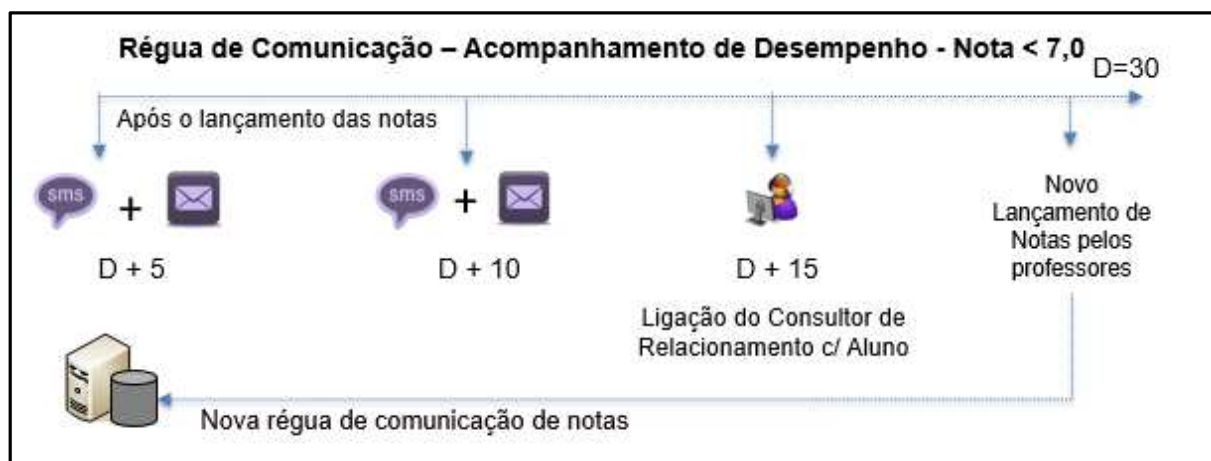 Régua de Comunicação – Acompanhamento de Desempenho - Nota < 7,0
D=30
Após o lançamento das notas
sms
+
sms
+
D + 5
D + 10
D + 15
Ligação do Consultor de
Relacionamento c/ Aluno
Novo
Lançamento de
Notas pelos
professores
Nova régua de comunicação de notas